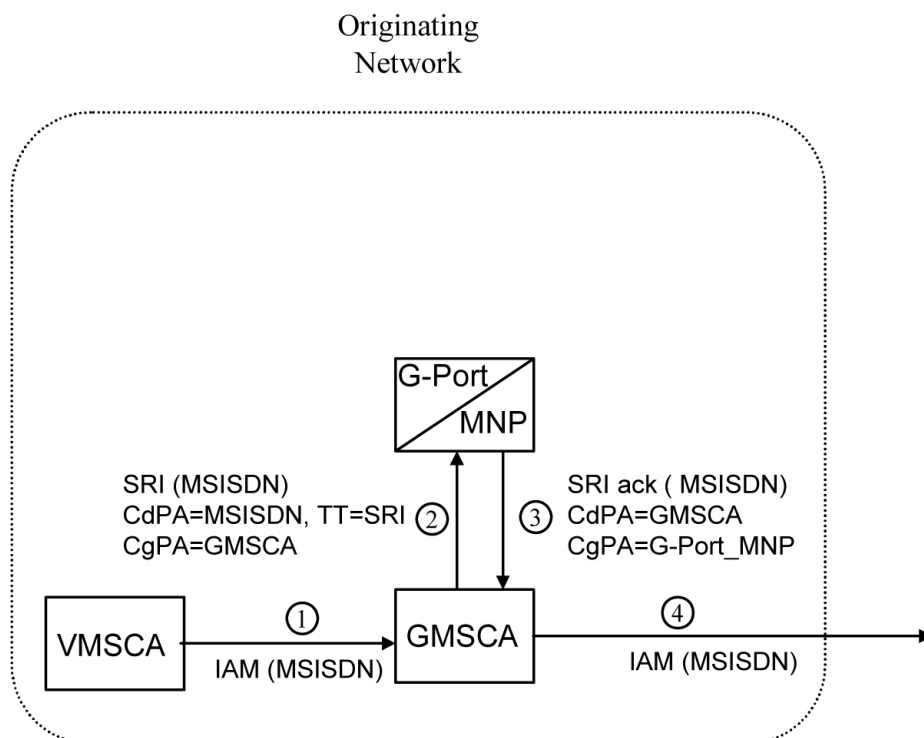 Originating
Network
G-Port
MNP
SRI (MSISDN)
CdPA=MSISDN, TT=SRI
CgPA=GMSCA
2
3
SRI ack ( MSISDN)
CdPA=GMSCA
CgPA=G-Port_MNP
VMSCA
1
IAM (MSISDN)
GMSCA
4
IAM (MSISDN)